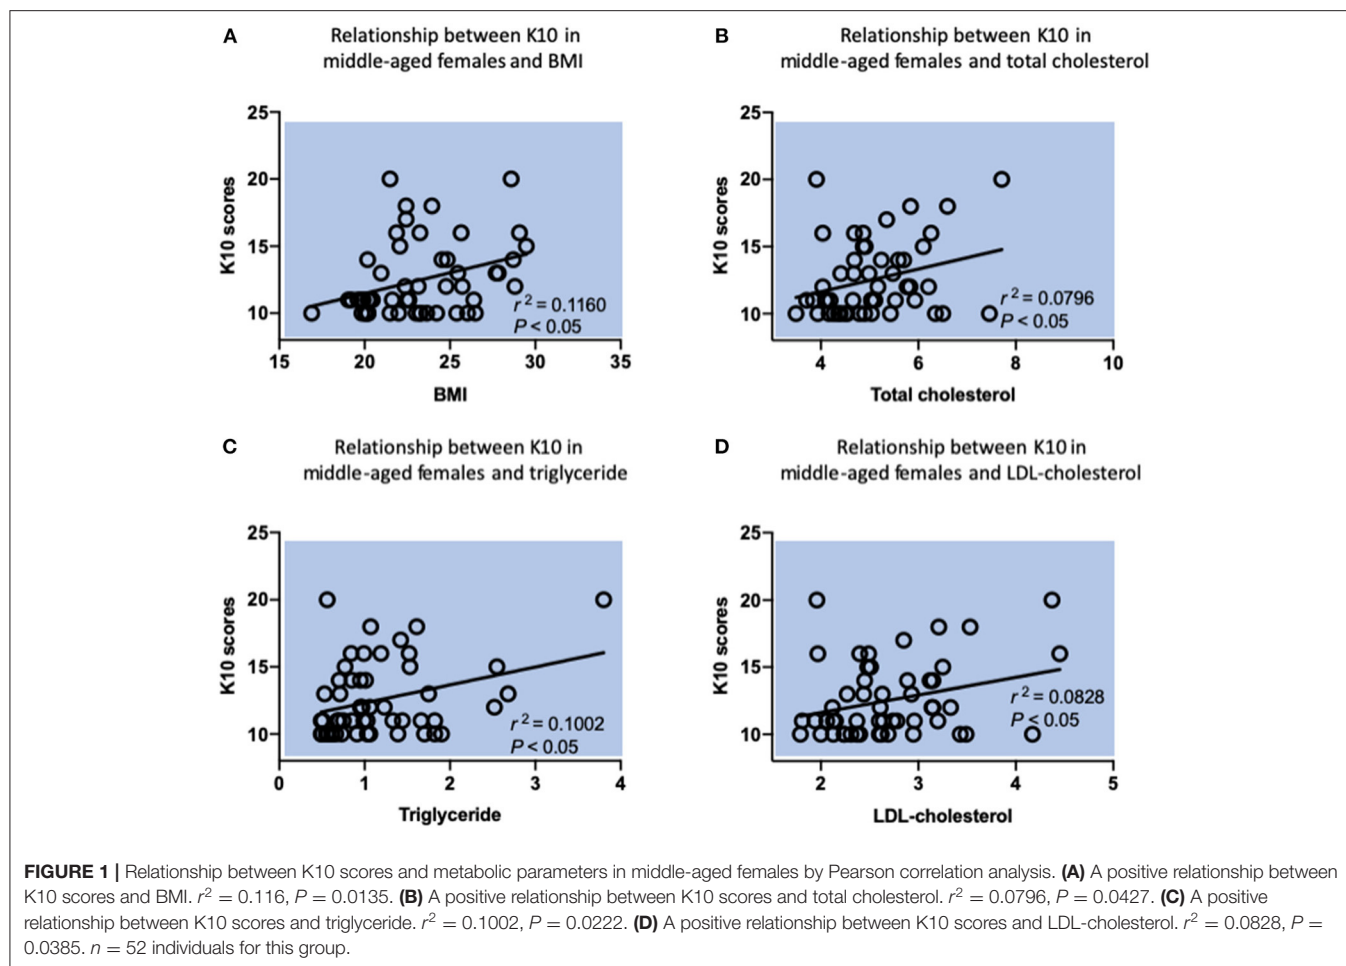 A
Relationship between K10 in
middle-aged females and BMI
K10 scores
25
20
15
10
r² = 0.1160
P < 0.05
15 20 25 30 35
BMI
B
Relationship between K10 in
middle-aged females and total cholesterol
K10 scores
25
20
15
10
r² = 0.0796
P < 0.05
4 6 8 10
Total cholesterol
C
Relationship between K10 in
middle-aged females and triglyceride
K10 scores
25
20
15
10
r² = 0.1002
P < 0.05
0 1 2 3 4
Triglyceride
D
Relationship between K10 in
middle-aged females and LDL-cholesterol
K10 scores
25
20
15
10
r² = 0.0828
P < 0.05
2 3 4 5
LDL-cholesterol
FIGURE 1 | Relationship between K10 scores and metabolic parameters in middle-aged females by Pearson correlation analysis. (A) A positive relationship between
K10 scores and BMI. r² = 0.116, P = 0.0135. (B) A positive relationship between K10 scores and total cholesterol. r² = 0.0796, P = 0.0427. (C) A positive
relationship between K10 scores and triglyceride. r² = 0.1002, P = 0.0222. (D) A positive relationship between K10 scores and LDL-cholesterol. r² = 0.0828, P =
0.0385. n = 52 individuals for this group.